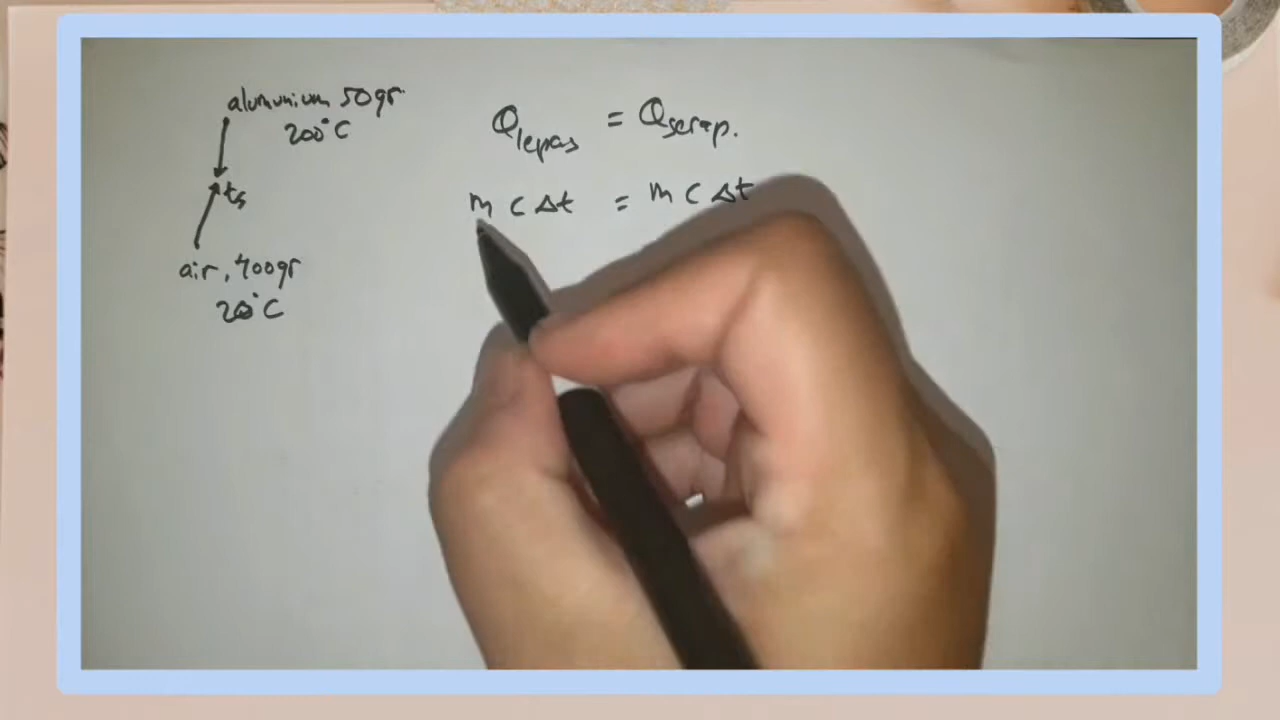 alumunium 50gr.
200°C
ts
air, 400gr
20°C
Qlepas = Qserap.
m c Δt = m c Δt